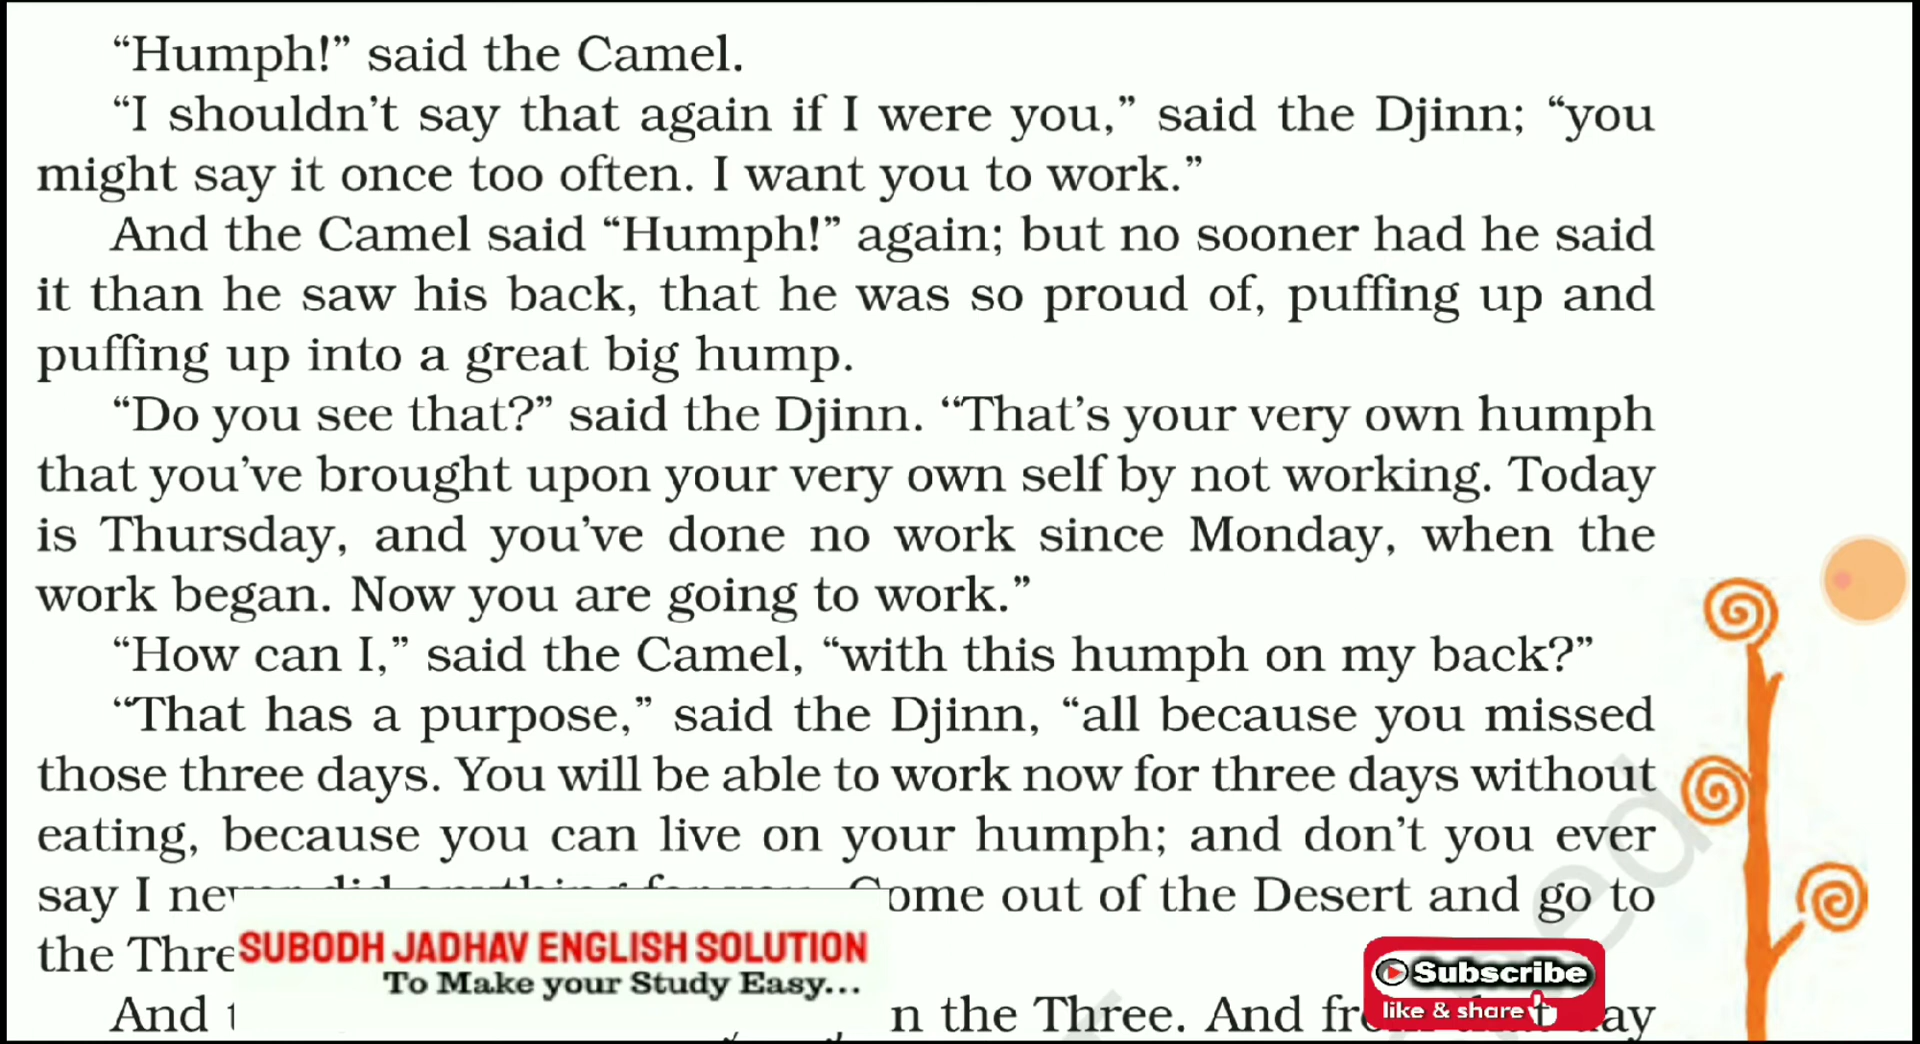 “Humph!” said the Camel.
“I shouldn’t say that again if I were you,” said the Djinn; “you
might say it once too often. I want you to work.”
And the Camel said “Humph!” again; but no sooner had he said
it than he saw his back, that he was so proud of, puffing up and
puffing up into a great big hump.
“Do you see that?” said the Djinn. “That’s your very own humph
that you’ve brought upon your very own self by not working. Today
is Thursday, and you’ve done no work since Monday, when the
work began. Now you are going to work.”
“How can I,” said the Camel, “with this humph on my back?”
“That has a purpose,” said the Djinn, “all because you missed
those three days. You will be able to work now for three days without
eating, because you can live on your humph; and don’t you ever
say I never did anything for you. Come out of the Desert and go to
the
SUBODH JADHAV ENGLISH SOLUTION
To Make your Study Easy...
Subscribe
like & share
And the Three. And